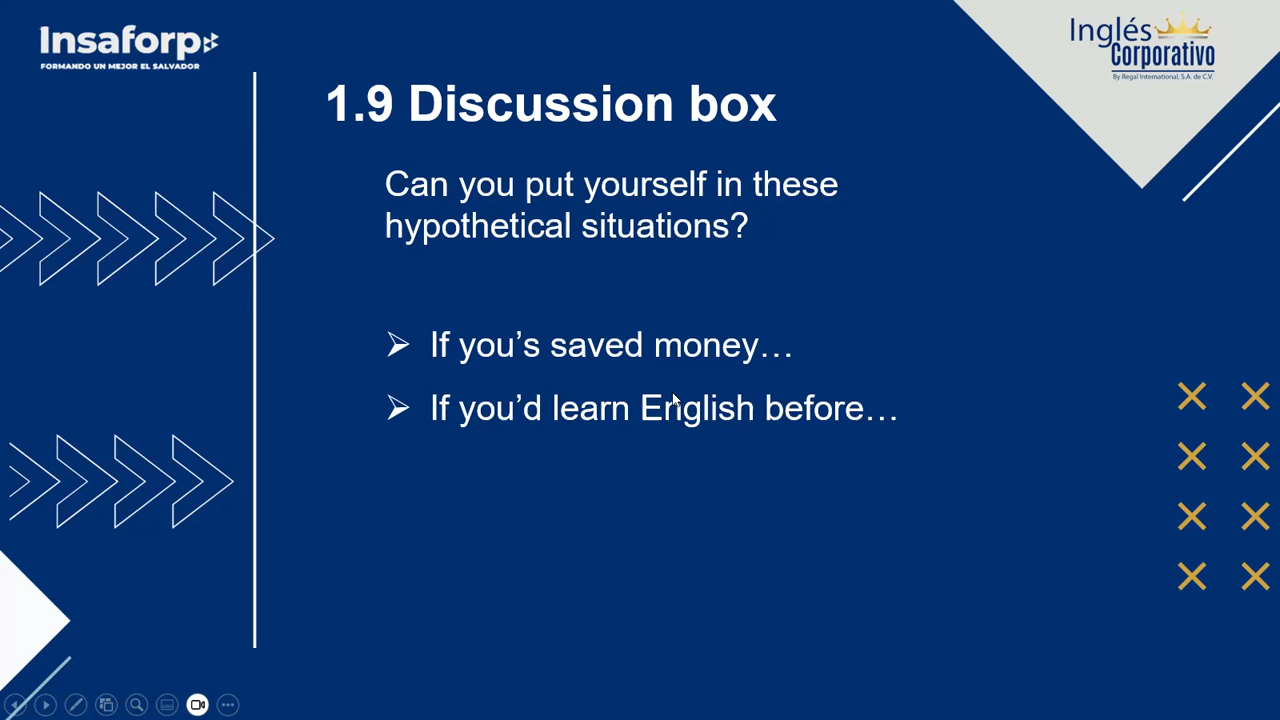 Insaforp
FORMANDO UN MEJOR EL SALVADOR
Inglés
Corporativo
By Regal International, S.A. de C.V.
1.9 Discussion box
Can you put yourself in these
hypothetical situations?
If you’s saved money…
If you’d learn English before…